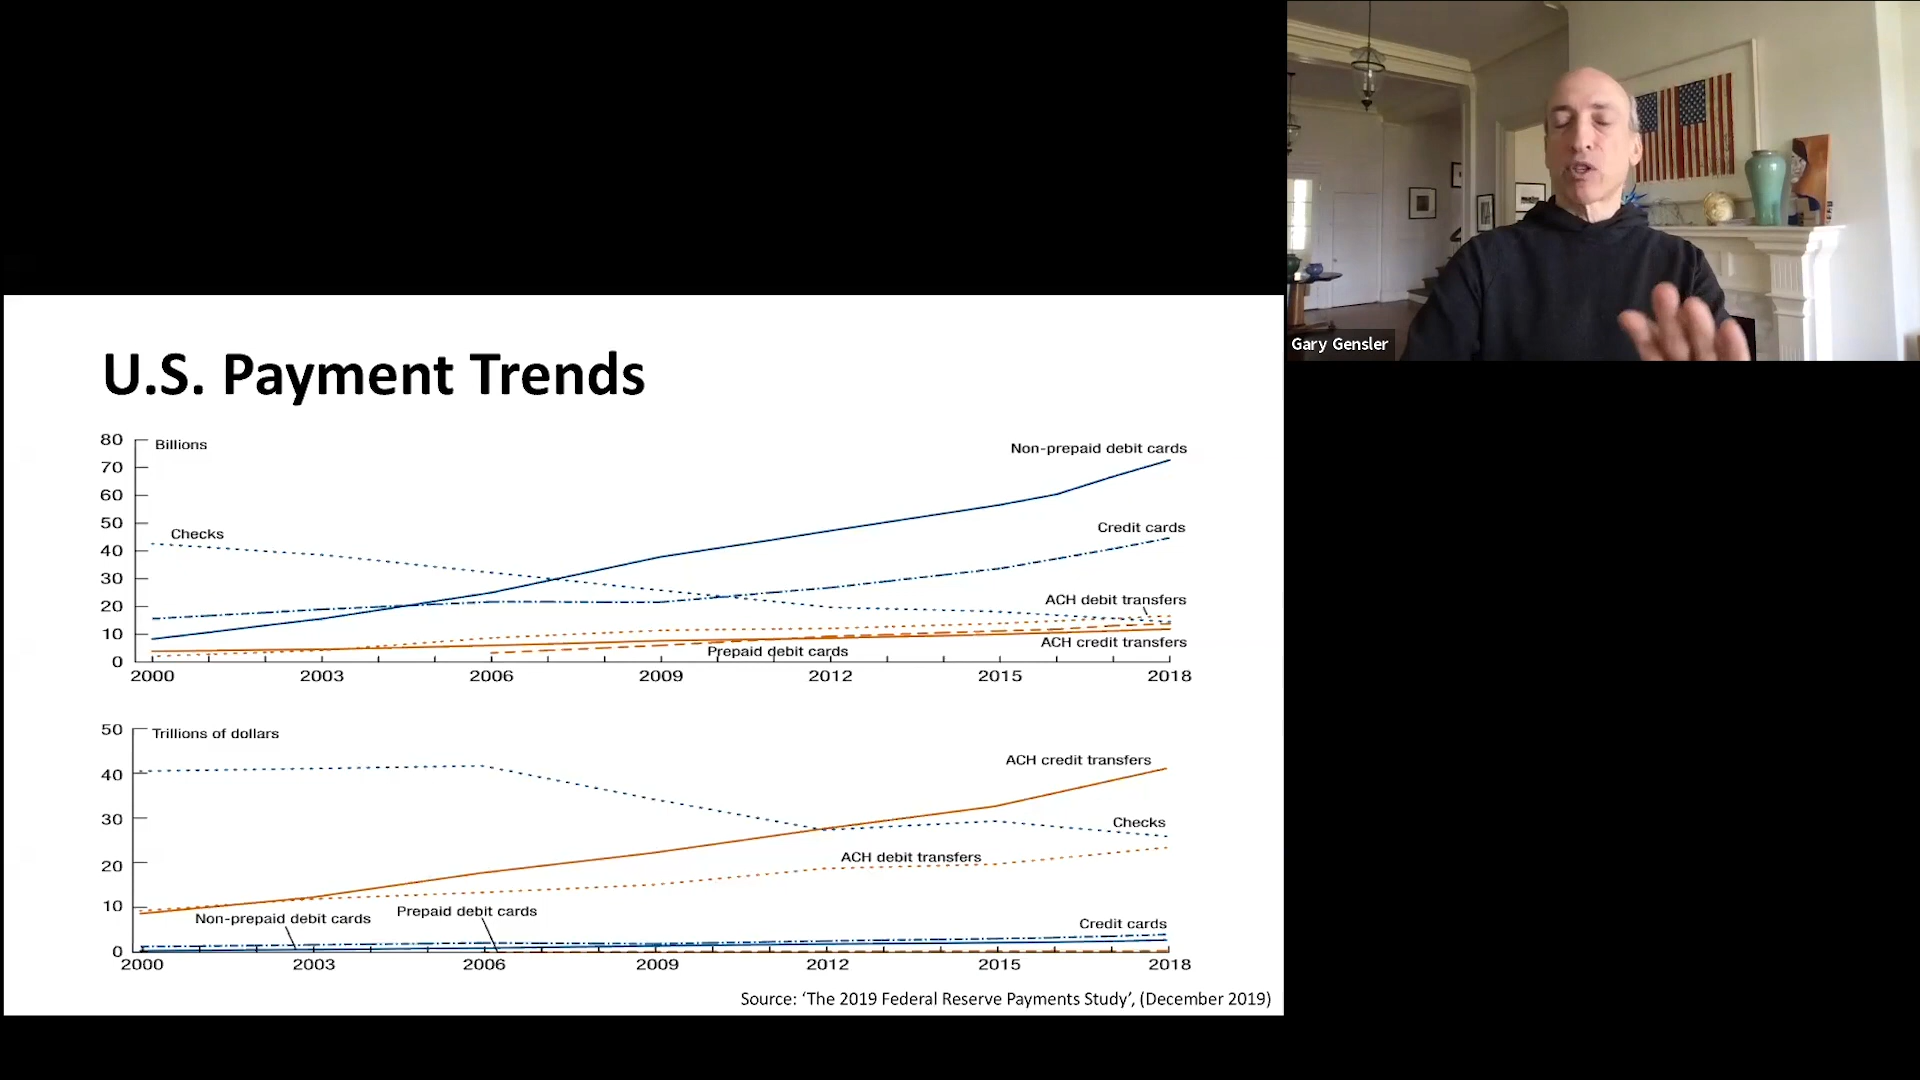 Gary Gensler
U.S. Payment Trends
80
Billions
Non-prepaid debit cards
70
60
50
Checks
Credit cards
40
30
20
ACH debit transfers
10
ACH credit transfers
Prepaid debit cards
0
2000 2003 2006 2009 2012 2015 2018
50
Trillions of dollars
ACH credit transfers
40
30
Checks
20
ACH debit transfers
10
Non-prepaid debit cards
Prepaid debit cards
Credit cards
0
2000 2003 2006 2009 2012 2015 2018
Source: ‘The 2019 Federal Reserve Payments Study’, (December 2019)